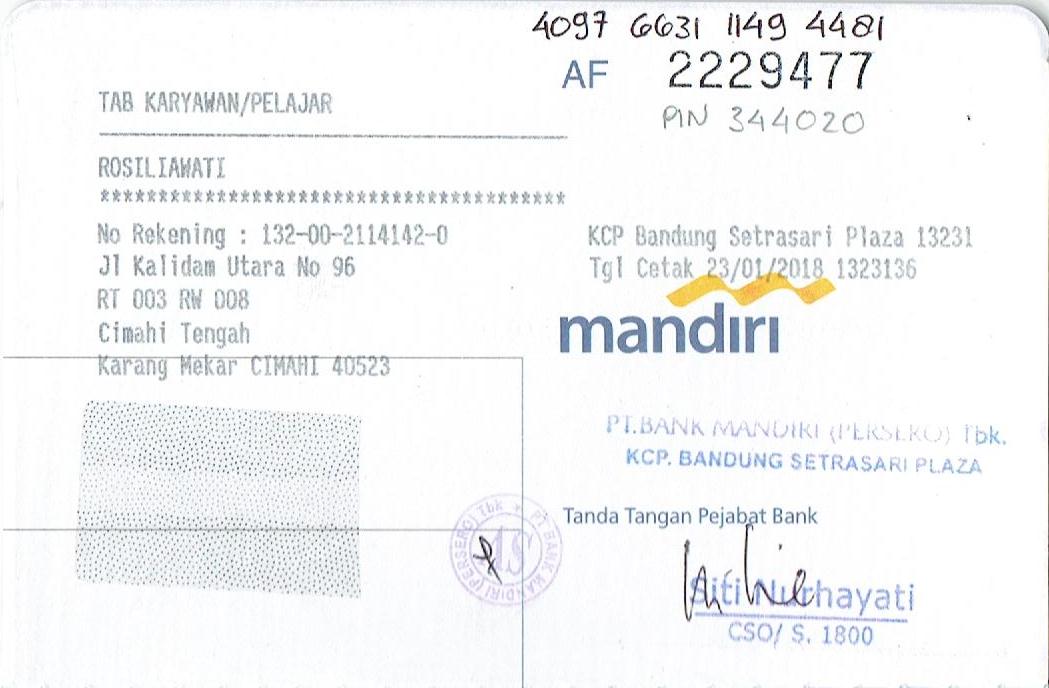 4097 6631 1149 4481
AF 2229477
PIN 344020
TAB KARYAWAN/PELAJAR
ROSILIAWATI
****************************************
No Rekening : 132-00-2114142-0
Jl Kalidam Utara No 96
RT 003 RW 008
Cimahi Tengah
Karang Mekar CIMAHI 40523
KCP Bandung Setrasari Plaza 13231
Tgl Cetak 23/01/2018 1323136
mandiri
PT.BANK MANDIRI (PERSERO) Tbk.
KCP. BANDUNG SETRASARI PLAZA
Tanda Tangan Pejabat Bank
PT. BANK MANDIRI (PERSERO) Tbk
Siti Nurhayati
CSO/ S. 1800